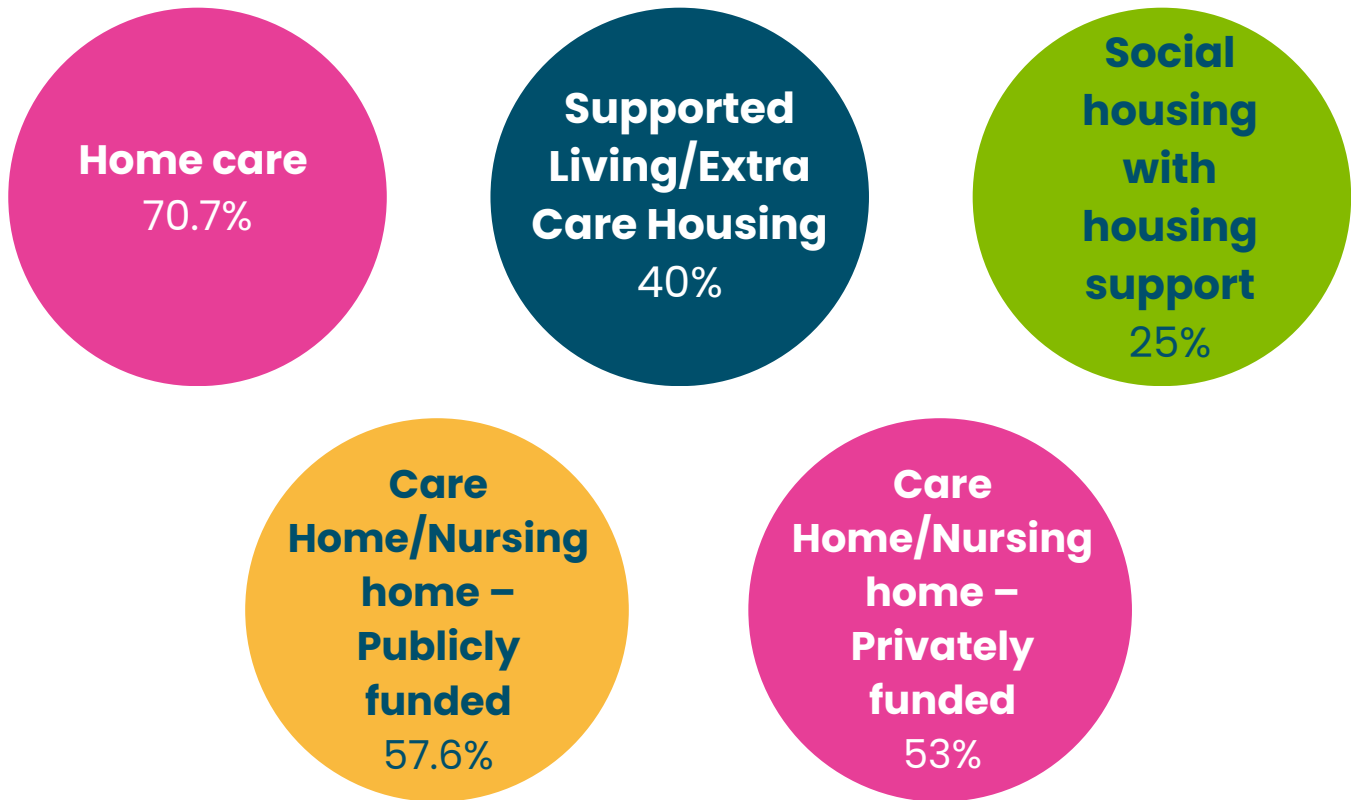 Home care
70.7%
Supported
Living/Extra
Care Housing
40%
Social
housing
with
housing
support
25%
Care
Home/Nursing
home –
Publicly
funded
57.6%
Care
Home/Nursing
home –
Privately
funded
53%